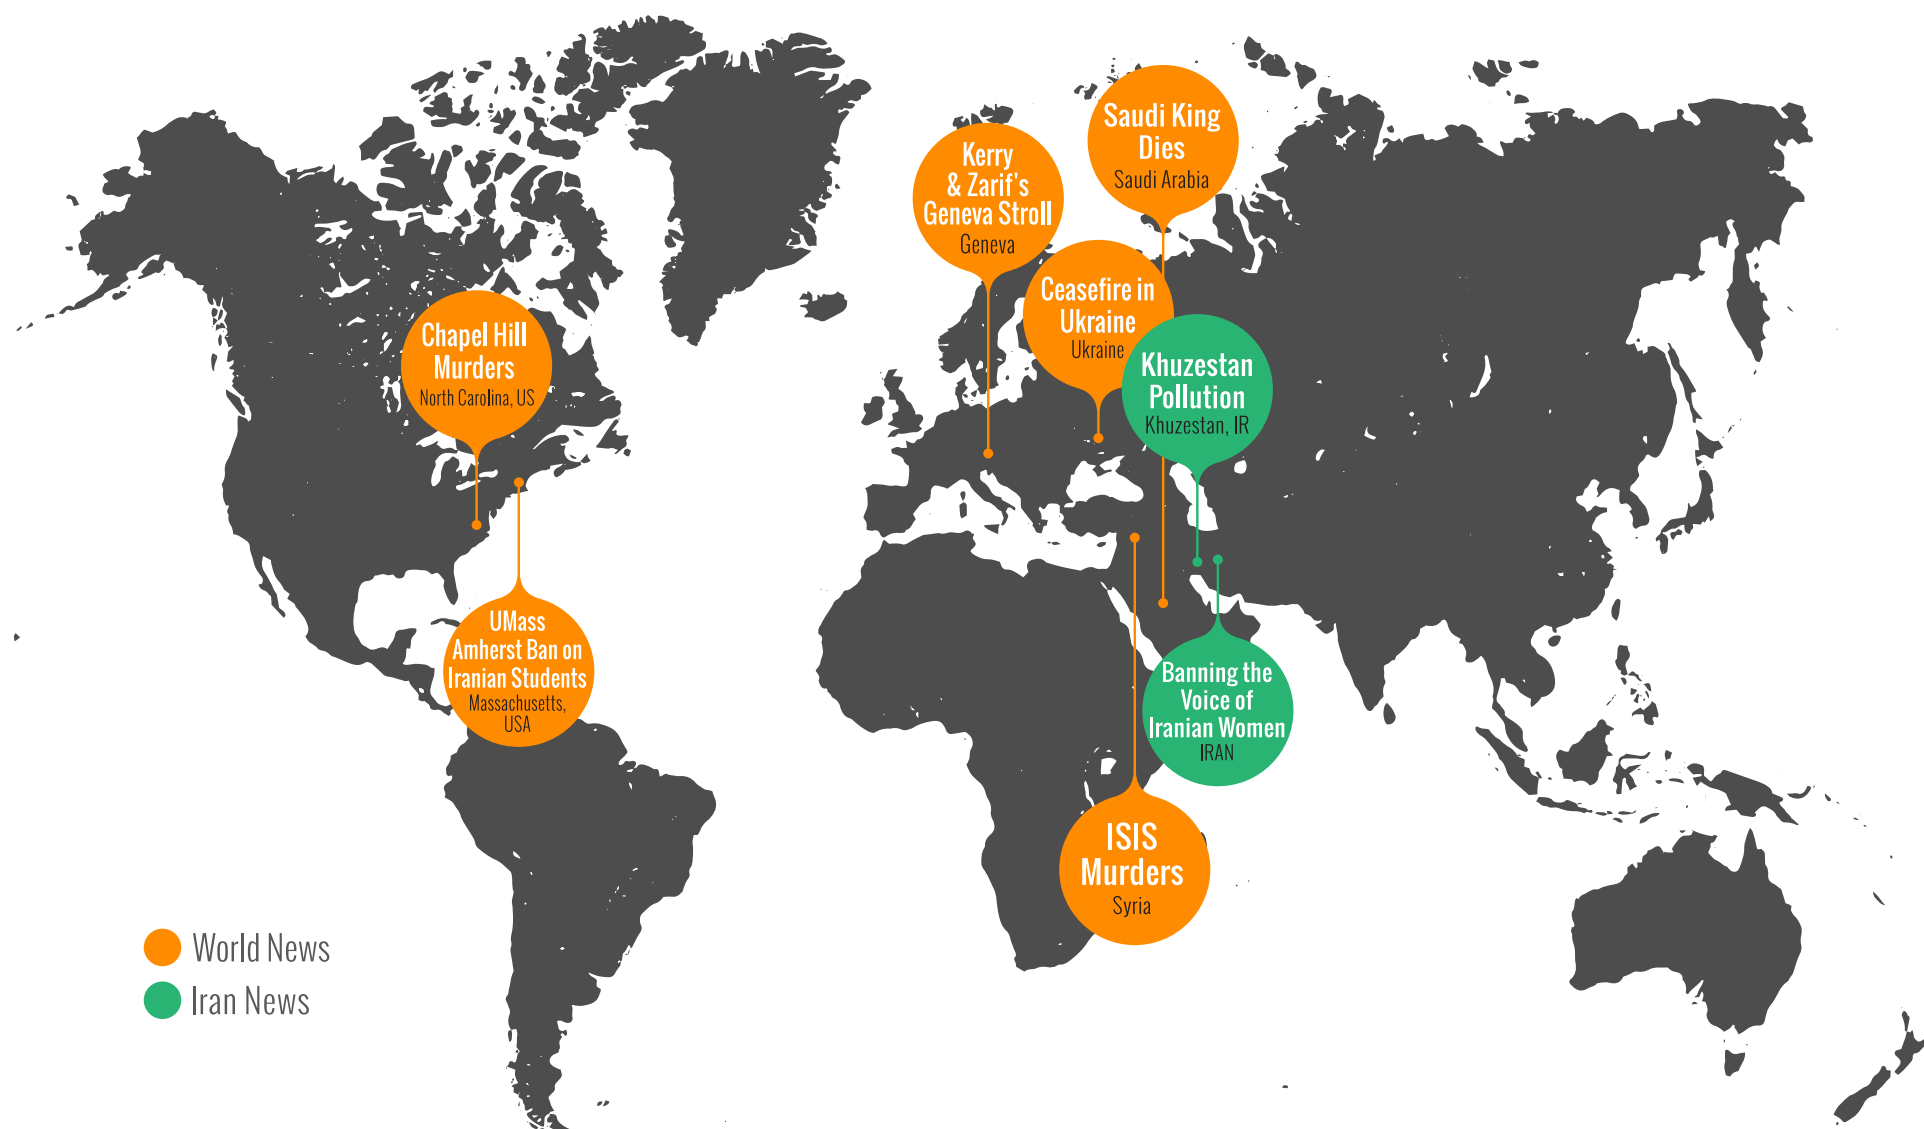 Saudi King
Dies
Saudi Arabia
Kerry
& Zarif's
Geneva Stroll
Geneva
Ceasefire in
Ukraine
Ukraine
Chapel Hill
Murders
North Carolina, US
Khuzestan
Pollution
Khuzestan, IR
UMass
Amherst Ban on
Iranian Students
Massachusetts,
USA
Banning the
Voice of
Iranian Women
IRAN
ISIS
Murders
Syria
World News
Iran News